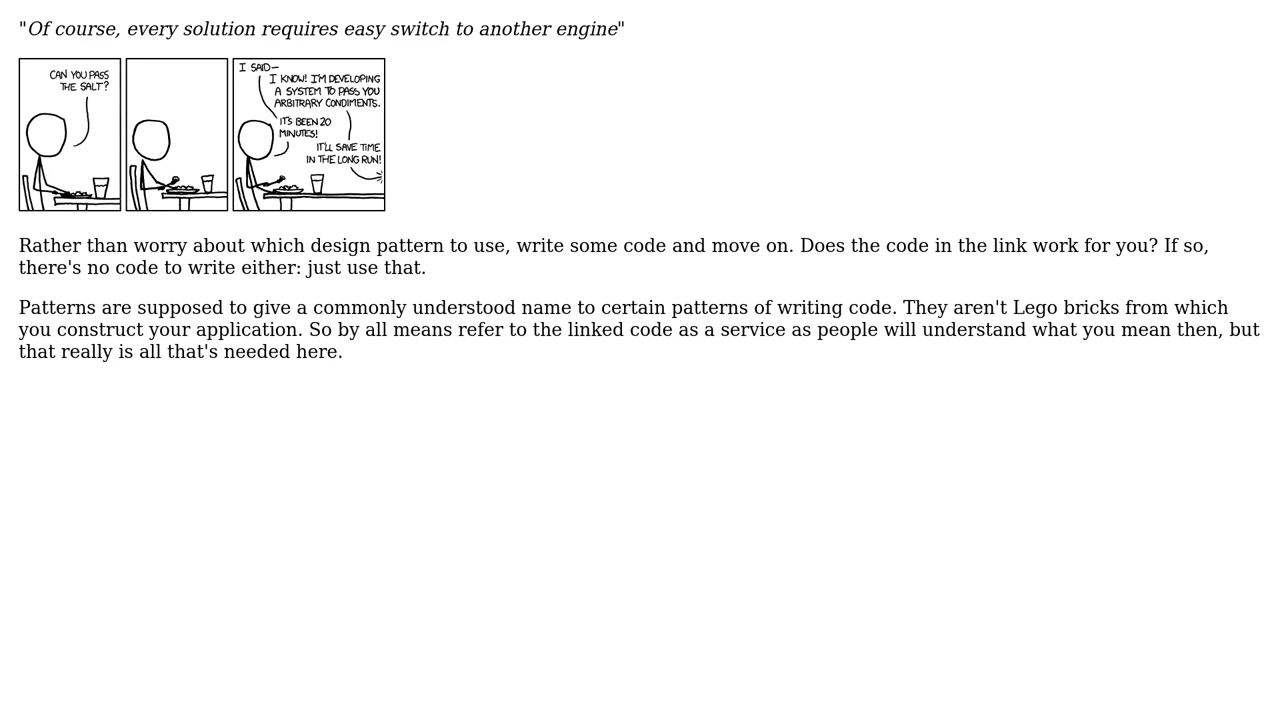 "Of course, every solution requires easy switch to another engine"
CAN YOU PASS
THE SALT?
I SAID—
I KNOW! I'M DEVELOPING
A SYSTEM TO PASS YOU
ARBITRARY CONDIMENTS.
IT'S BEEN 20
MINUTES!
IT'LL SAVE TIME
IN THE LONG RUN!
Rather than worry about which design pattern to use, write some code and move on. Does the code in the link work for you? If so,
there's no code to write either: just use that.
Patterns are supposed to give a commonly understood name to certain patterns of writing code. They aren't Lego bricks from which
you construct your application. So by all means refer to the linked code as a service as people will understand what you mean then, but
that really is all that's needed here.